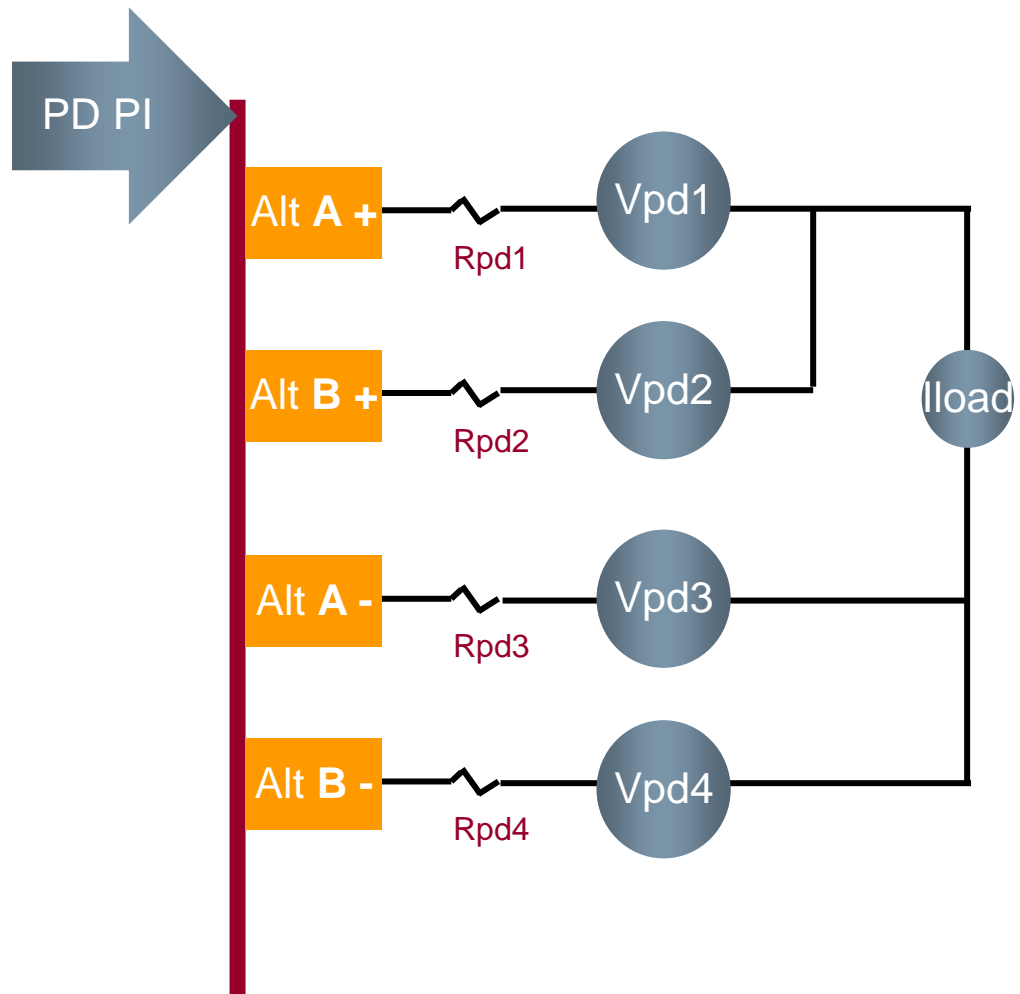 PD PI
Alt A +
Rpd1
Vpd1
Alt B +
Rpd2
Vpd2
Iload
Alt A -
Rpd3
Vpd3
Alt B -
Rpd4
Vpd4